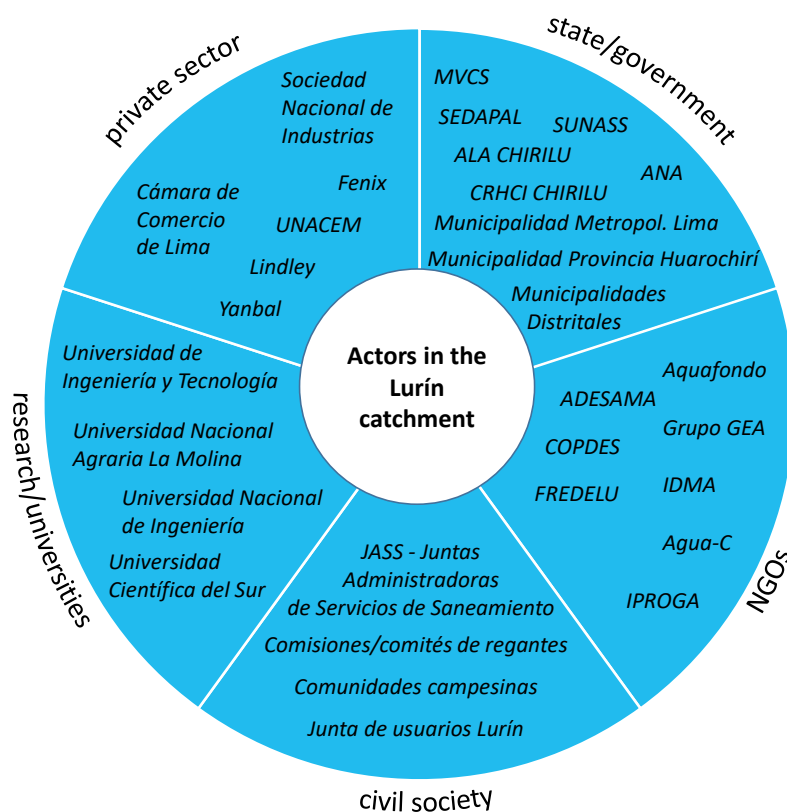 private sector
Sociedad
Nacional de
Industrias
Fenix
Cámara de
Comercio
de Lima
UNACEM
Lindley
Yanbal
state/government
MVCS
SEDAPAL
SUNASS
ALA CHIRILU
ANA
CRHCI CHIRILU
Municipalidad Metropol. Lima
Municipalidad Provincia Huarochirí
Municipalidades
Distritales
Actors in the
Lurín
catchment
research/universities
Universidad de
Ingeniería y Tecnología
Universidad Nacional
Agraria La Molina
Universidad Nacional
de Ingeniería
Universidad
Científica del Sur
NGOs
Aquafondo
ADESAMA
Grupo GEA
COPDES
FREDELU
IDMA
Agua-C
IPROGA
JASS - Juntas
Administradoras
de Servicios de Saneamiento
Comisiones/comités de regantes
Comunidades campesinas
Junta de usuarios Lurín
civil society